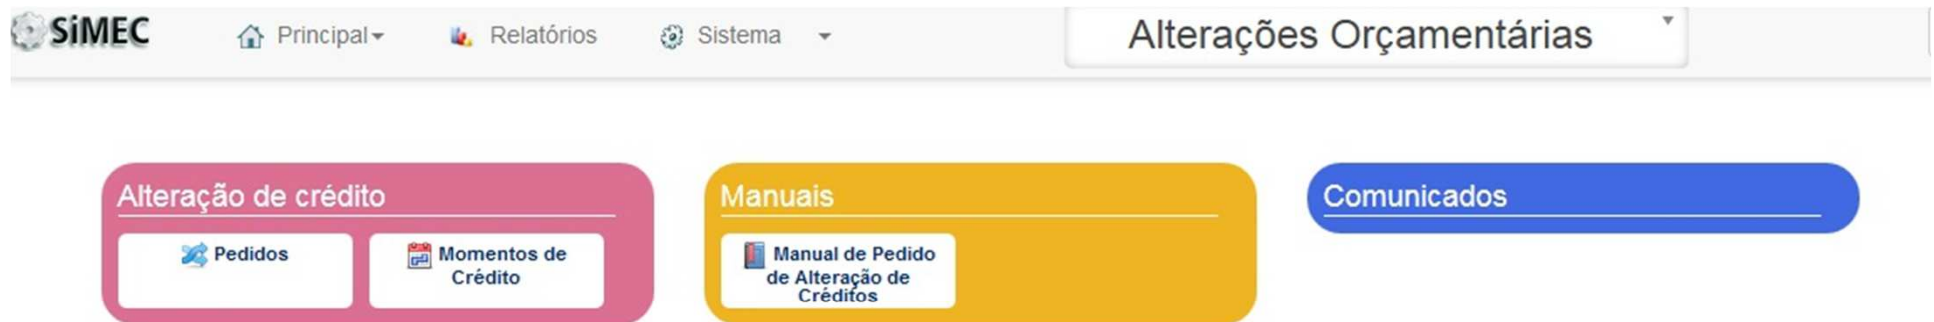 SiMEC Principal Relatórios Sistema Alterações Orçamentárias
Alteração de crédito
Pedidos
Momentos de
Crédito
Manuais
Manual de Pedido
de Alteração de
Créditos
Comunicados